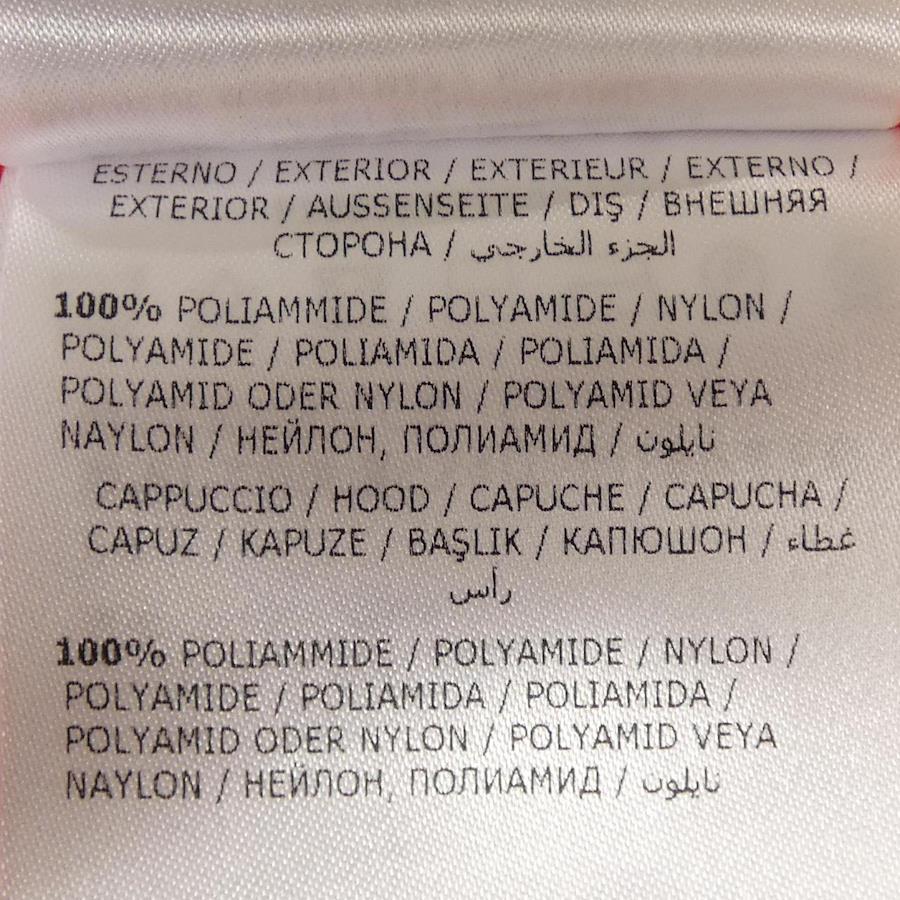 ESTERNO / EXTERIOR / EXTERIEUR / EXTERNO /
EXTERIOR / AUSSENSEITE / DIŞ / ВНЕШНЯЯ
СТОРОНА / الجزء الخارجي
100% POLIAMMIDE / POLYAMIDE / NYLON /
POLYAMIDE / POLIAMIDA / POLIAMIDA /
POLYAMID ODER NYLON / POLYAMID VEYA
NAYLON / НЕЙЛОН, ПОЛИАМИД / نايلون
CAPPUCCIO / HOOD / CAPUCHE / CAPUCHA /
CAPUZ / KAPUZE / BAŞLIK / КАПЮШОН / غطاء
رأس
100% POLIAMMIDE / POLYAMIDE / NYLON /
POLYAMIDE / POLIAMIDA / POLIAMIDA /
POLYAMID ODER NYLON / POLYAMID VEYA
NAYLON / НЕЙЛОН, ПОЛИАМИД / نايلون